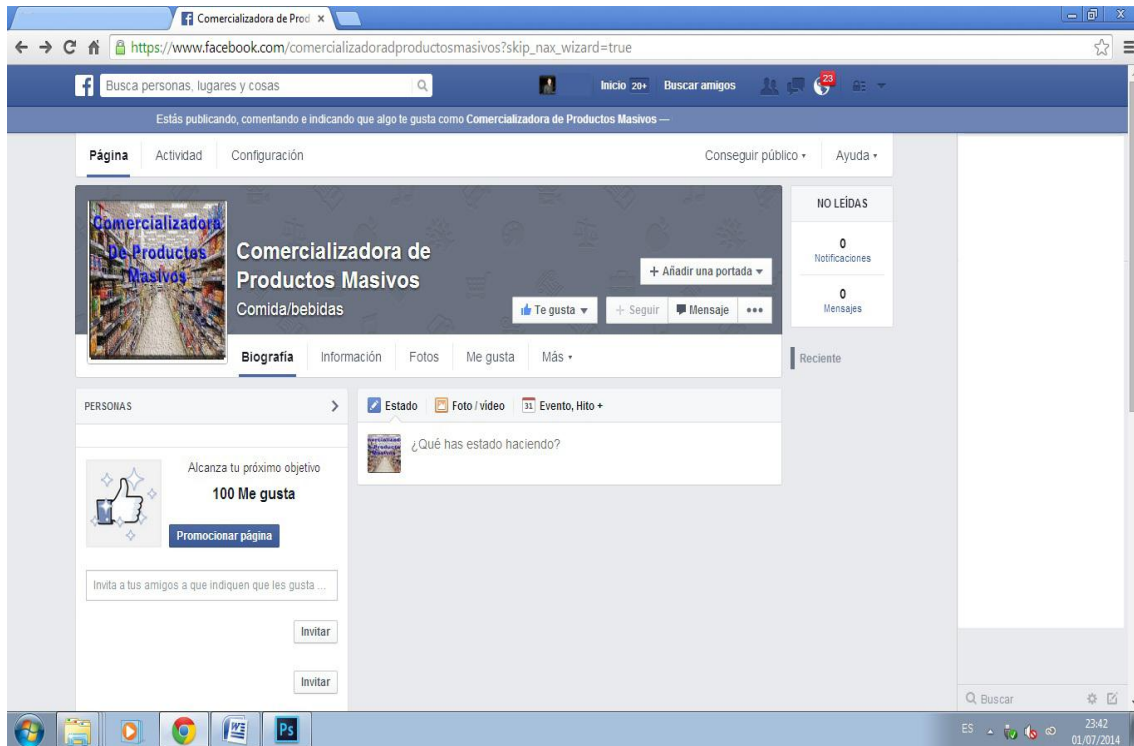 Comercializadora de Prod
https://www.facebook.com/comercializadoradproductosmasivos?skip_nax_wizard=true
Busca personas, lugares y cosas
Inicio 20+ Buscar amigos 23
Estás publicando, comentando e indicando que algo te gusta como Comercializadora de Productos Masivos —
Página Actividad Configuración Conseguir público Ayuda
NO LEÍDAS
0
Notificaciones
0
Mensajes
Reciente
Comercializadora
De Productos
Masivos
Comercializadora de
Productos Masivos
Comida/bebidas
+ Añadir una portada
Te gusta + Seguir Mensaje •••
Biografía Información Fotos Me gusta Más
PERSONAS
Alcanza tu próximo objetivo
100 Me gusta
Promocionar página
Invita a tus amigos a que indiquen que les gusta ...
Invitar
Invitar
Estado Foto / vídeo 31 Evento, Hito +
¿Qué has estado haciendo?
Buscar
Ps
ES 23:42
01/07/2014